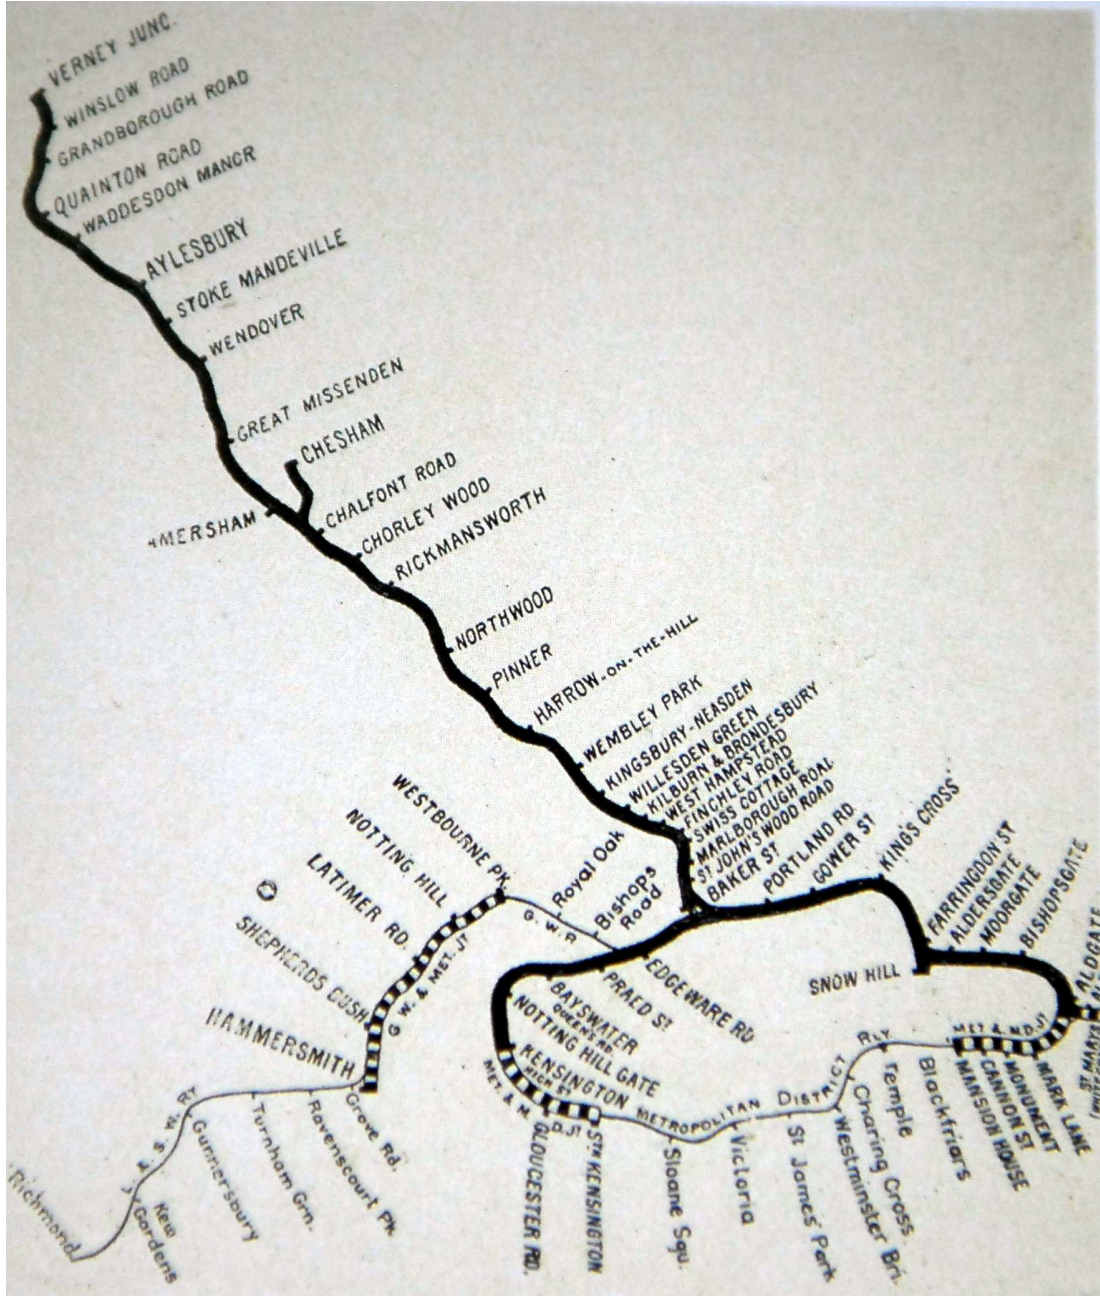 VERNEY JUNC.
WINSLOW ROAD
GRANDBOROUGH ROAD
QUAINTON ROAD
WADDESDON MANOR
AYLESBURY
STOKE MANDEVILLE
WENDOVER
GREAT MISSENDEN
CHESHAM
AMERSHAM
CHALFONT ROAD
CHORLEY WOOD
RICKMANSWORTH
NORTHWOOD
PINNER
HARROW-ON-THE-HILL
WEMBLEY PARK
KINGSBURY-NEASDEN
WILLESDEN GREEN
KILBURN & BRONDESBURY
WEST HAMPSTEAD
FINCHLEY ROAD
SWISS COTTAGE
MARLBOROUGH ROAD
ST JOHN'S WOOD ROAD
BAKER ST
PORTLAND RD.
GOWER ST
KING'S CROSS
FARRINGDON ST
ALDERSGATE
MOORGATE
BISHOPSGATE
ALDGATE
SNOW HILL
WESTBOURNE PK.
NOTTING HILL
LATIMER RD.
SHEPHERDS BUSH
HAMMERSMITH
G. W. & MET. JT
Royal Oak
G. W. R
Bishops
Road
EDGEWARE RD
PRAED ST
BAYSWATER
QUEENS RD.
NOTTING HILL GATE
KENSINGTON
HIGH ST
MET. & M. D. JT
GLOUCESTER RD.
STH KENSINGTON
METROPOLITAN DISTRICT RLY
Sloane Squ.
Victoria
St James' Park
Westminster Bri.
Charing Cross
Temple
Blackfriars
MET & M.D. JT
MANSION HOUSE
CANNON ST
MONUMENT
MARK LANE
ST MARYS
Grove Rd.
Ravenscourt Pk.
Turnham Grn.
Gunnersbury
Kew
Gardens
L. & S. W. RY
Richmond